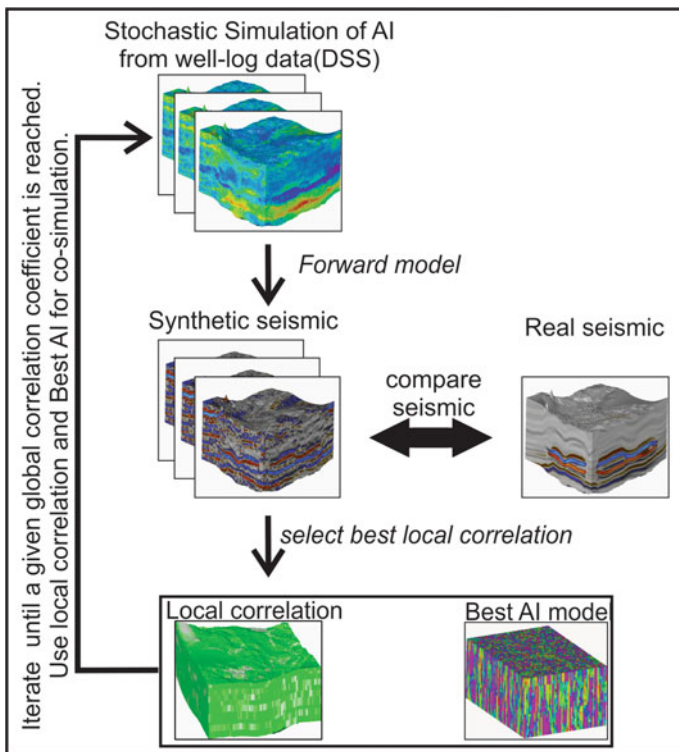 Stochastic Simulation of AI
from well-log data(DSS)
Iterate until a given global correlation coefficient is reached.
Use local correlation and Best AI for co-simulation.
Forward model
Synthetic seismic
Real seismic
compare
seismic
select best local correlation
Local correlation
Best AI model